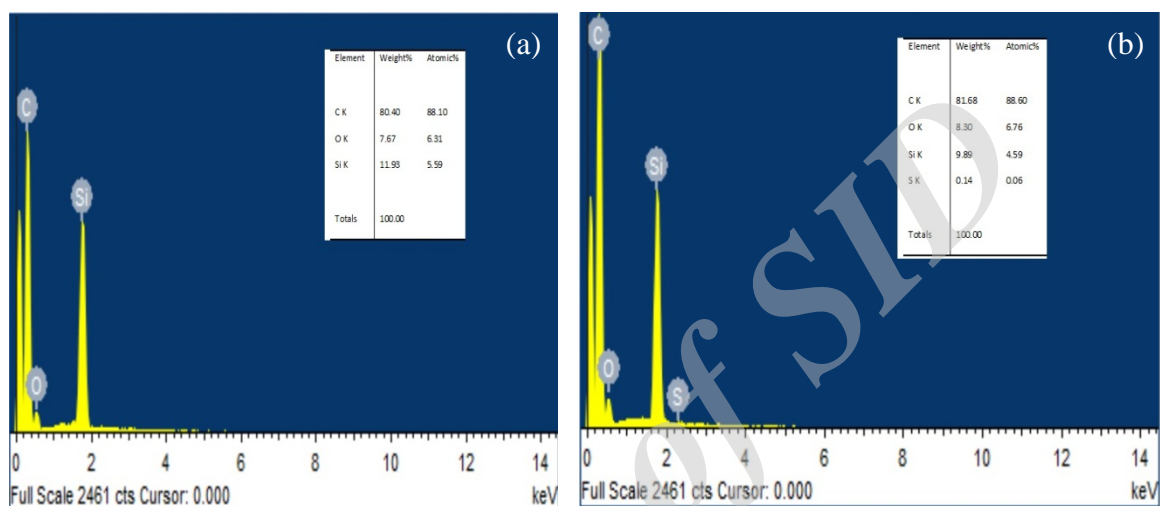 (a)
Element Weight% Atomic%
C K 80.40 88.10
O K 7.67 6.31
Si K 11.93 5.59
Totals 100.00
C
Si
O
0 2 4 6 8 10 12 14
Full Scale 2461 cts Cursor: 0.000 keV
(b)
Element Weight% Atomic%
C K 81.68 88.60
O K 8.30 6.76
Si K 9.89 4.59
S K 0.14 0.06
Totals 100.00
C
Si
O
S
0 2 4 6 8 10 12 14
Full Scale 2461 cts Cursor: 0.000 keV
of SID